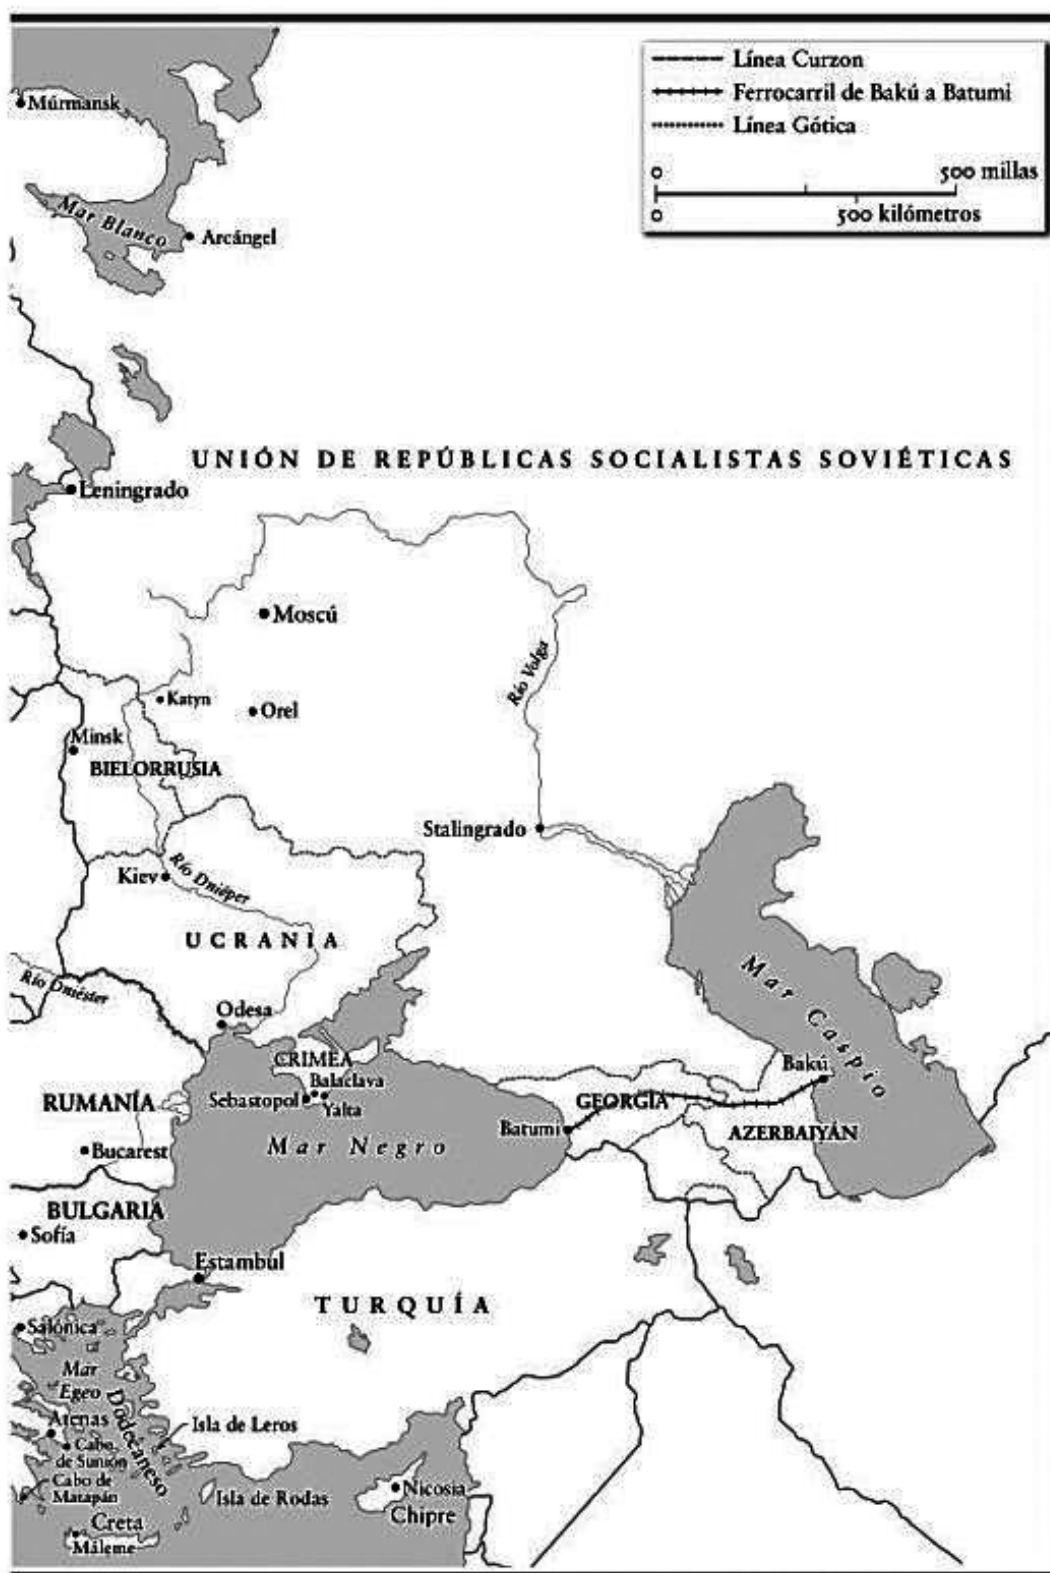 Línea Curzon
Ferrocarril de Bakú a Batumi
Línea Gótica
0 500 millas
0 500 kilómetros
Múrmansk
Mar Blanco
Arcángel
UNIÓN DE REPÚBLICAS SOCIALISTAS SOVIÉTICAS
Leningrado
Moscú
Río Volga
Katyn
Orel
Minsk
BIELORRUSIA
Stalingrado
Kiev
Río Dniéper
UCRANIA
Mar Caspio
Río Dniéster
Odesa
CRIMEA
Bakú
Balaclava
Sebastopol
Yalta
GEORGIA
RUMANÍA
Batumi
AZERBAIYÁN
Mar Negro
Bucarest
BULGARIA
Sofía
Estambul
TURQUÍA
Salónica
Mar
Egeo
Dodecaneso
Atenas
Isla de Leros
Cabo
de Sunión
Cabo de
Matapán
Isla de Rodas
Nicosia
Chipre
Creta
Máleme